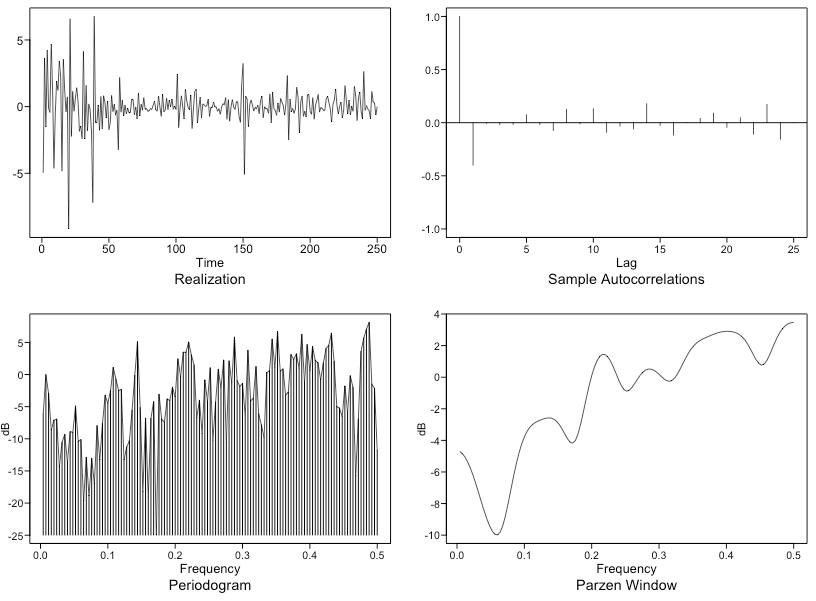 5
0
-5
0 50 100 150 200 250
Time
Realization
1.0
0.5
0.0
-0.5
-1.0
0 5 10 15 20 25
Lag
Sample Autocorrelations
dB
5
0
-5
-10
-15
-20
-25
0.0 0.1 0.2 0.3 0.4 0.5
Frequency
Periodogram
dB
4
2
0
-2
-4
-6
-8
-10
0.0 0.1 0.2 0.3 0.4 0.5
Frequency
Parzen Window